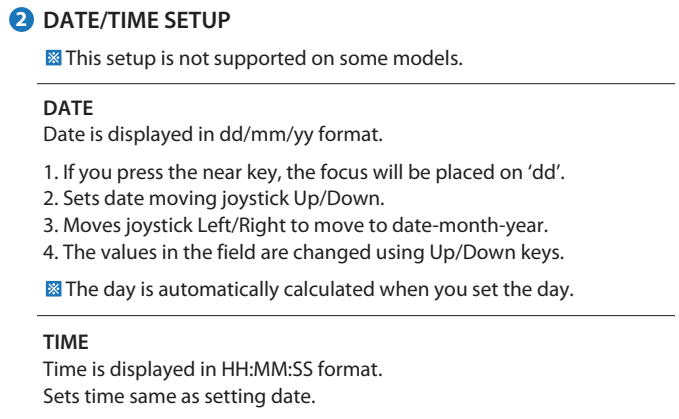 2 DATE/TIME SETUP
※ This setup is not supported on some models.
DATE
Date is displayed in dd/mm/yy format.
1. If you press the near key, the focus will be placed on ‘dd’.
2. Sets date moving joystick Up/Down.
3. Moves joystick Left/Right to move to date-month-year.
4. The values in the field are changed using Up/Down keys.
※ The day is automatically calculated when you set the day.
TIME
Time is displayed in HH:MM:SS format.
Sets time same as setting date.